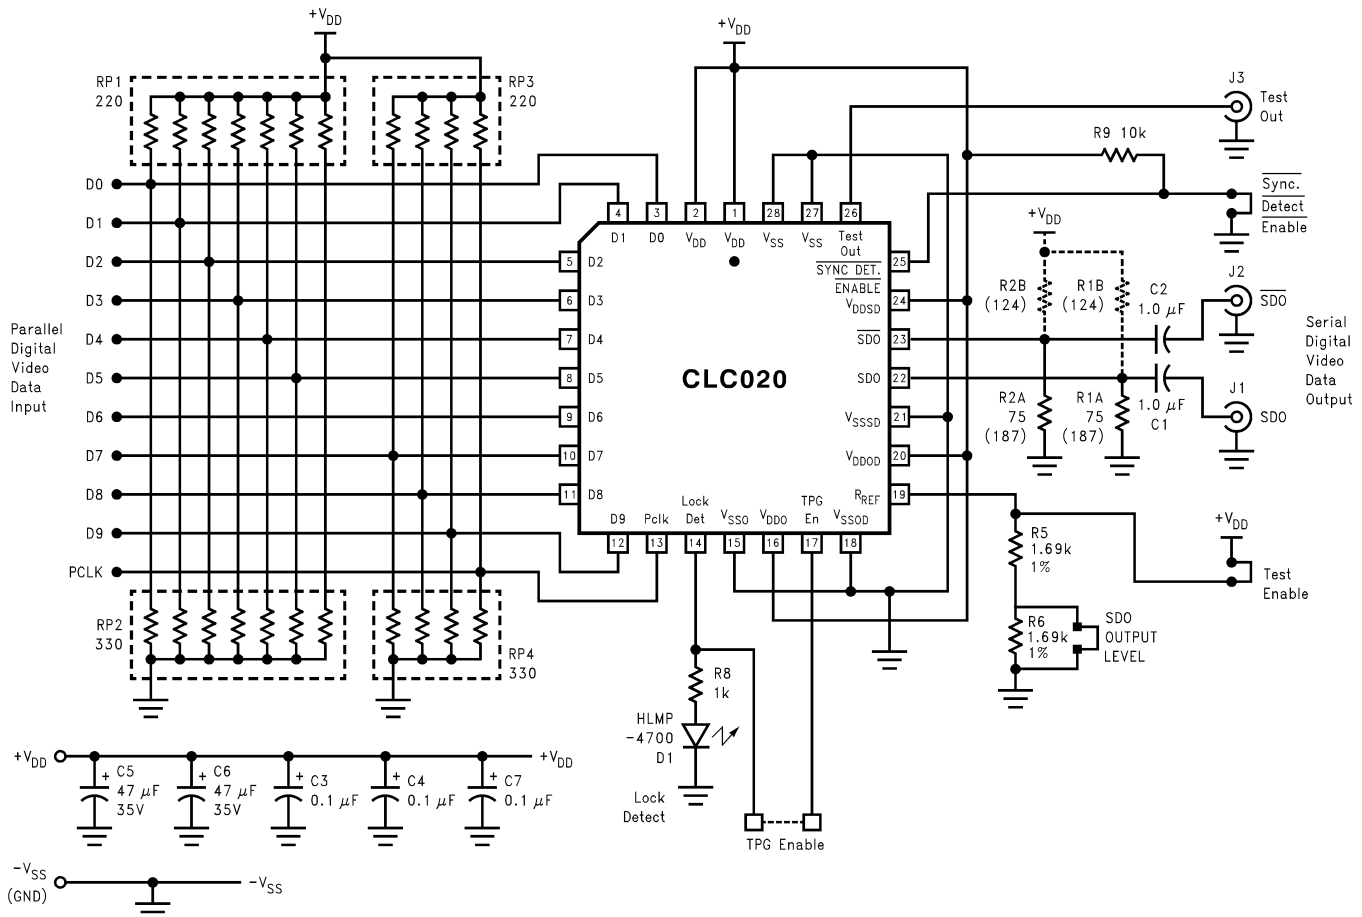 +VDD
RP1
220
RP3
220
D0
D1
D2
D3
D4
D5
D6
D7
D8
D9
PCLK
Parallel
Digital
Video
Data
Input
RP2
330
RP4
330
+VDD
4
3
2
1
28
27
26
D1
D0
VDD
VDD
VSS
VSS
Test
Out
5
D2
6
D3
7
D4
8
D5
9
D6
10
D7
11
D8
CLC020
SYNC DET.
ENABLE
25
VDDSD
24
SDO
23
SDO
22
VSSSD
21
VDDOD
20
RREF
19
D9
Pclk
Lock
Det
VSSO
VDDO
TPG
En
VSSOD
12
13
14
15
16
17
18
J3
Test
Out
R9 10k
Sync.
Detect
Enable
+VDD
R2B
(124)
R1B
(124)
C2
1.0 µF
J2
SDO
Serial
Digital
Video
Data
Output
R2A
75
(187)
R1A
75
(187)
1.0 µF
C1
J1
SDO
R5
1.69k
1%
+VDD
Test
Enable
R6
1.69k
1%
SDO
OUTPUT
LEVEL
R8
1k
HLMP
-4700
D1
Lock
Detect
TPG Enable
+VDD
+VDD
+ C5
47 µF
35V
+ C6
47 µF
35V
+ C3
0.1 µF
+ C4
0.1 µF
+ C7
0.1 µF
-VSS
(GND)
-VSS